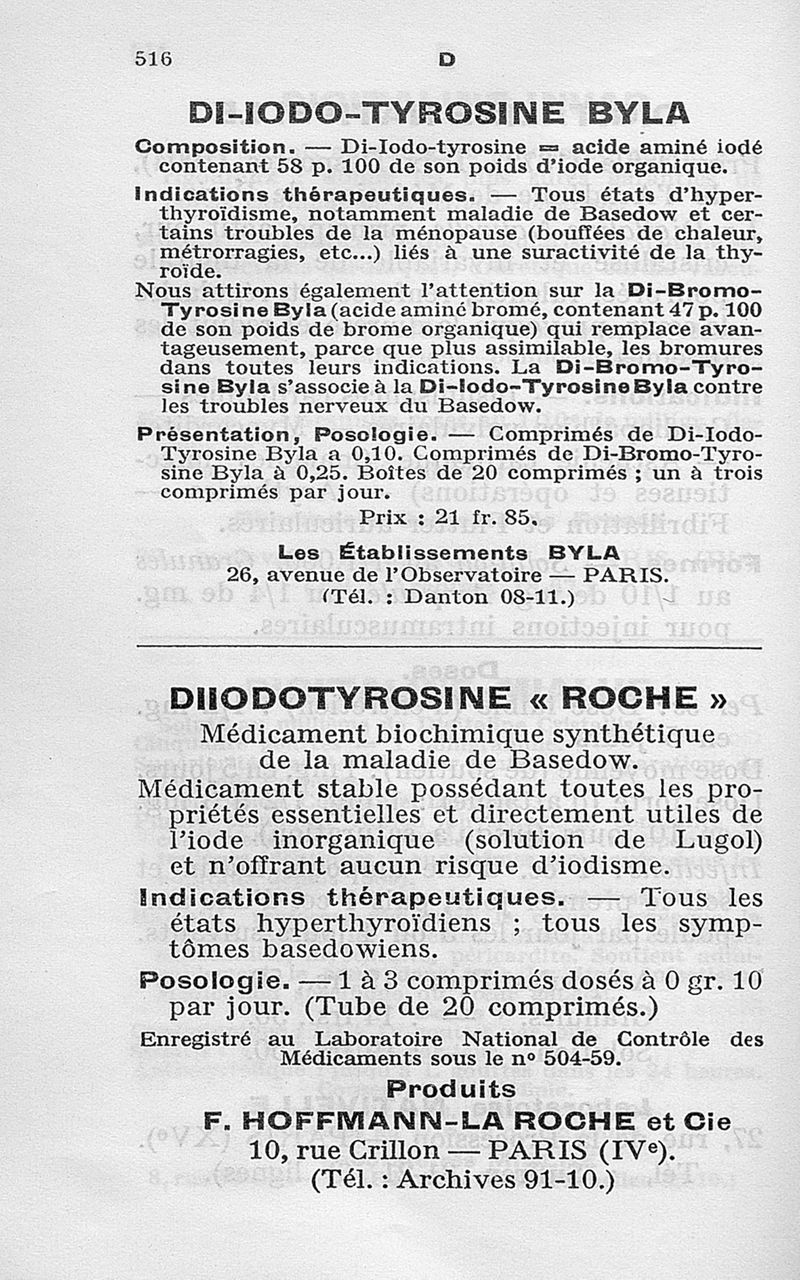 516
D
DI-IODO-TYROSINE BYLA
Composition. — Di-Iodo-tyrosine = acide aminé iodé
contenant 58 p. 100 de son poids d'iode organique.
Indications thérapeutiques. — Tous états d'hyper-
thyroïdisme, notamment maladie de Basedow et cer-
tains troubles de la ménopause (bouffées de chaleur,
métrorragies, etc...) liés à une suractivité de la thy-
roïde.
Nous attirons également l'attention sur la Di-Bromo-
Tyrosine Byla (acide aminé bromé, contenant 47 p. 100
de son poids de brome organique) qui remplace avan-
tageusement, parce que plus assimilable, les bromures
dans toutes leurs indications. La Di-Bromo-Tyro-
sine Byla s'associe à la Di-Iodo-Tyrosine Byla contre
les troubles nerveux du Basedow.
Présentation, Posologie. — Comprimés de Di-Iodo-
Tyrosine Byla a 0,10. Comprimés de Di-Bromo-Tyro-
sine Byla à 0,25. Boîtes de 20 comprimés ; un à trois
comprimés par jour.
Prix : 21 fr. 85.
Les Établissements BYLA
26, avenue de l'Observatoire — PARIS.
(Tél. : Danton 08-11.)
DIIODOTYROSINE « ROCHE »
Médicament biochimique synthétique
de la maladie de Basedow.
Médicament stable possédant toutes les pro-
priétés essentielles et directement utiles de
l'iode inorganique (solution de Lugol)
et n'offrant aucun risque d'iodisme.
Indications thérapeutiques. — Tous les
états hyperthyroïdiens ; tous les symp-
tômes basedowiens.
Posologie. — 1 à 3 comprimés dosés à 0 gr. 10
par jour. (Tube de 20 comprimés.)
Enregistré au Laboratoire National de Contrôle des
Médicaments sous le nº 504-59.
Produits
F. HOFFMANN-LA ROCHE et Cie
10, rue Crillon — PARIS (IVe).
(Tél. : Archives 91-10.)